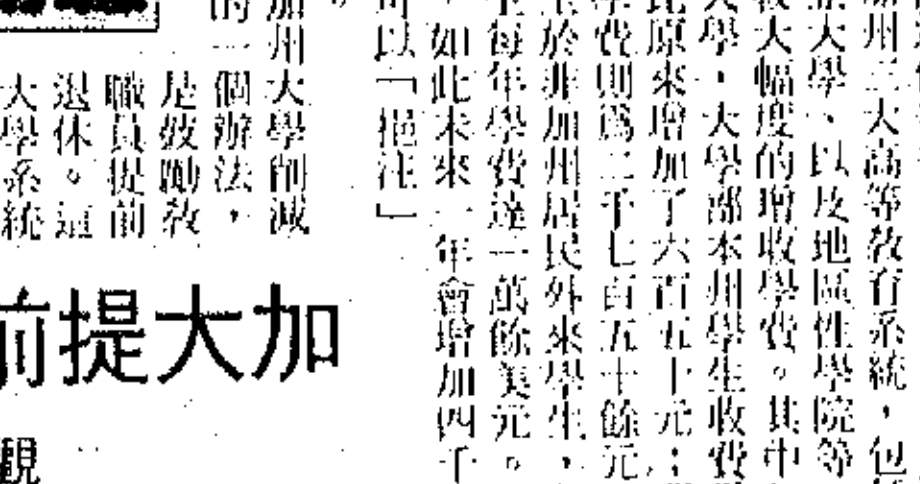 州三大高等教育系統，包
大學、以及地區性學院等
大幅度的增收學費。其中
大學，大學部本州學生收費
比原來增加了六百五十元；
學費則爲二千七百五十餘元，
於非加州居民外來學生，
每年學費達一萬餘美元。
，如此未來一年會增加四千
可以「挹注」
。
加州大學削減
的一個辦法，
是鼓勵教
職員提前
退休。這
大學系統
加大提前
觀